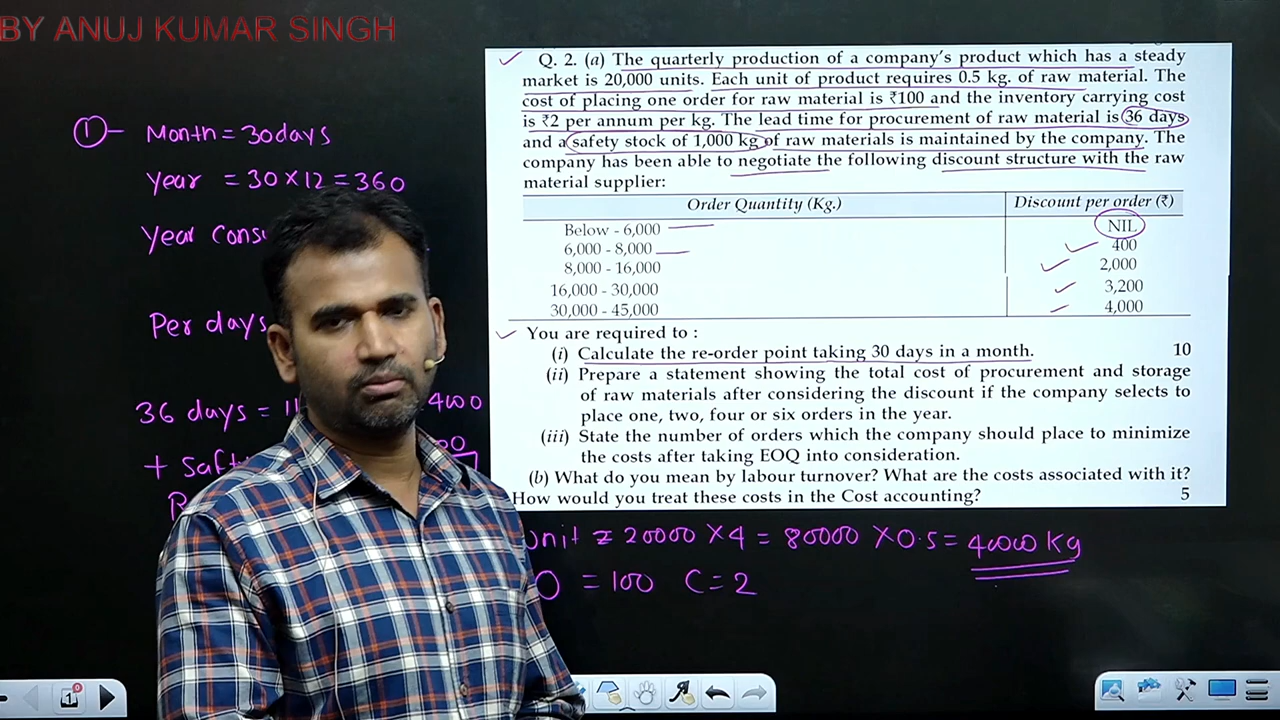 BY ANUJ KUMAR SINGH
Q. 2. (a) The quarterly production of a company's product which has a steady
market is 20,000 units. Each unit of product requires 0.5 kg. of raw material. The
cost of placing one order for raw material is ₹100 and the inventory carrying cost
is ₹2 per annum per kg. The lead time for procurement of raw material is 36 days
and a safety stock of 1,000 kg of raw materials is maintained by the company. The
company has been able to negotiate the following discount structure with the raw
material supplier:
Order Quantity (Kg.) Discount per order (₹)
Below - 6,000 NIL
6,000 - 8,000 400
8,000 - 16,000 2,000
16,000 - 30,000 3,200
30,000 - 45,000 4,000
You are required to :
(i) Calculate the re-order point taking 30 days in a month. 10
(ii) Prepare a statement showing the total cost of procurement and storage
of raw materials after considering the discount if the company selects to
place one, two, four or six orders in the year.
(iii) State the number of orders which the company should place to minimize
the costs after taking EOQ into consideration.
(b) What do you mean by labour turnover? What are the costs associated with it?
How would you treat these costs in the Cost accounting? 5
① - Month = 30 days
Year = 30 × 12 = 360
Year
Per days
36 days =
+
unit = 20000 × 4 = 80000 × 0.5 = 40000 Kg
O = 100 C = 2
1